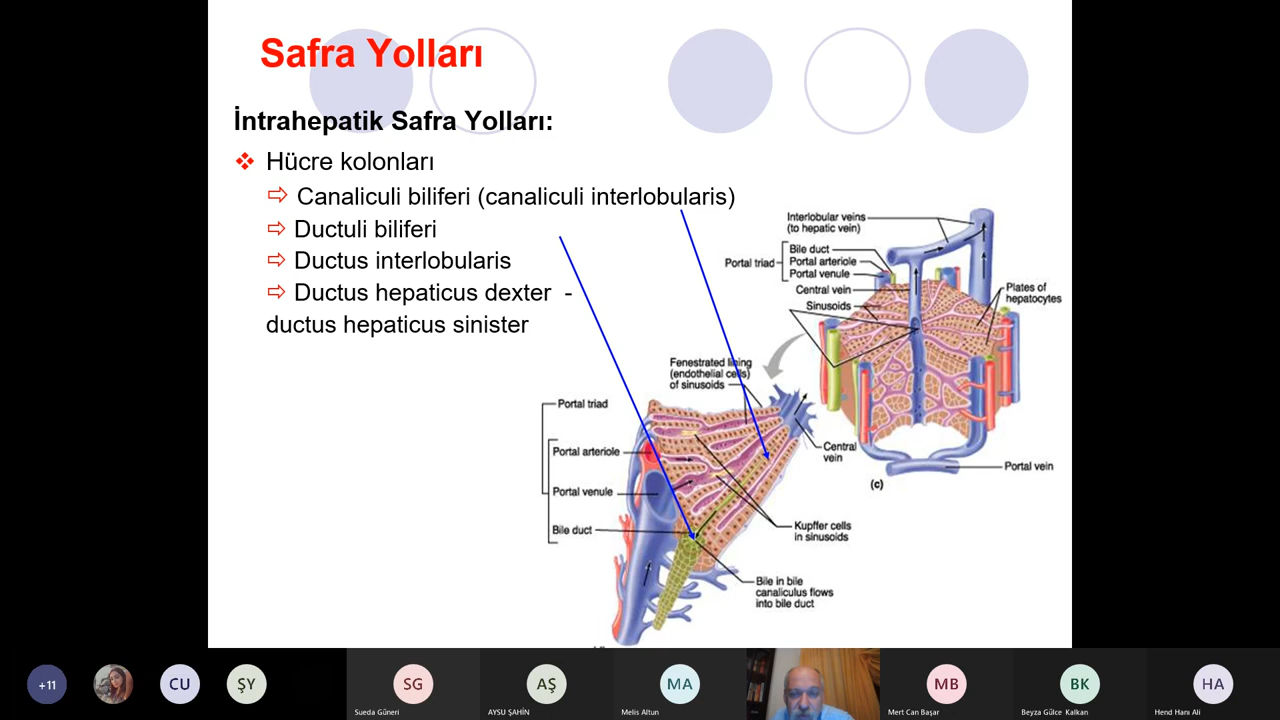 Safra Yolları
İntrahepatik Safra Yolları:
Hücre kolonları
Canaliculi biliferi (canaliculi interlobularis)
Ductuli biliferi
Ductus interlobularis
Ductus hepaticus dexter -
ductus hepaticus sinister
Interlobular veins
(to hepatic vein)
Bile duct
Portal triad
Portal arteriole
Portal venule
Central vein
Sinusoids
Plates of
hepatocytes
Portal vein
(c)
Fenestrated lining
(endothelial cells)
of sinusoids
Portal triad
Portal arteriole
Portal venule
Bile duct
Central
vein
Kupffer cells
in sinusoids
Bile in bile
canaliculus flows
into bile duct
+11
CU
ŞY
SG
Sueda Güneri
AŞ
AYSU ŞAHİN
MA
Melis Altun
MB
Mert Can Başar
BK
Beyza Gülce Kalkan
HA
Hend Hani Ali